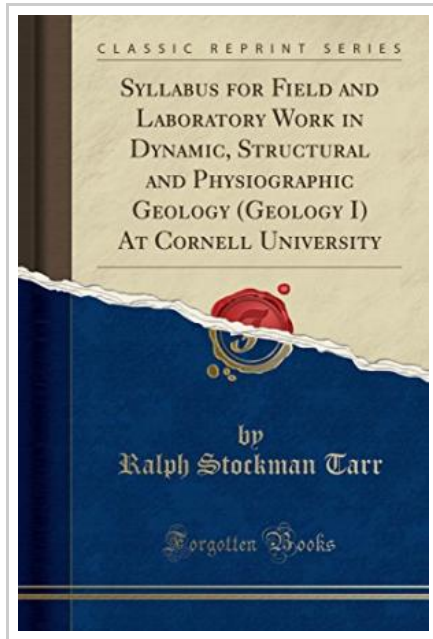 CLASSIC REPRINT SERIES
SYLLABUS FOR FIELD AND
LABORATORY WORK IN
DYNAMIC, STRUCTURAL
AND PHYSIOGRAPHIC
GEOLOGY (GEOLOGY I)
AT CORNELL UNIVERSITY
by
Ralph Stockman Tarr
Forgotten Books